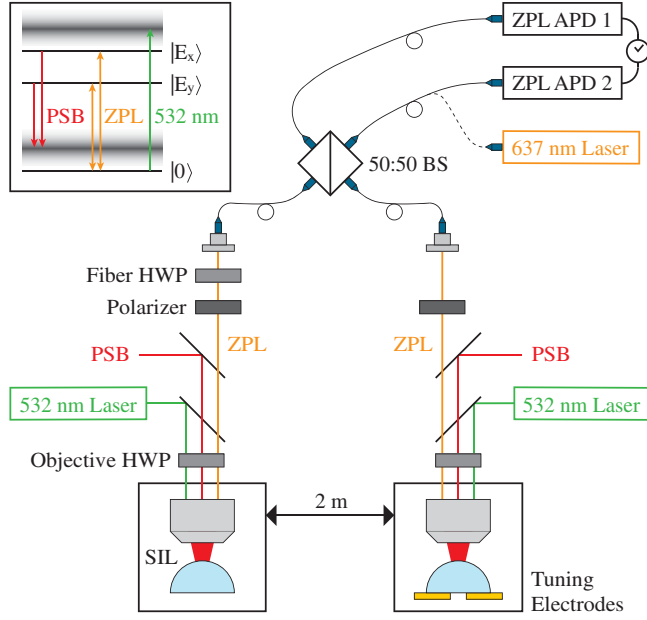 |Ex⟩
|Ey⟩
PSB
ZPL
532 nm
|0⟩
ZPL APD 1
ZPL APD 2
637 nm Laser
50:50 BS
Fiber HWP
Polarizer
ZPL
ZPL
PSB
PSB
532 nm Laser
532 nm Laser
Objective HWP
2 m
SIL
Tuning
Electrodes